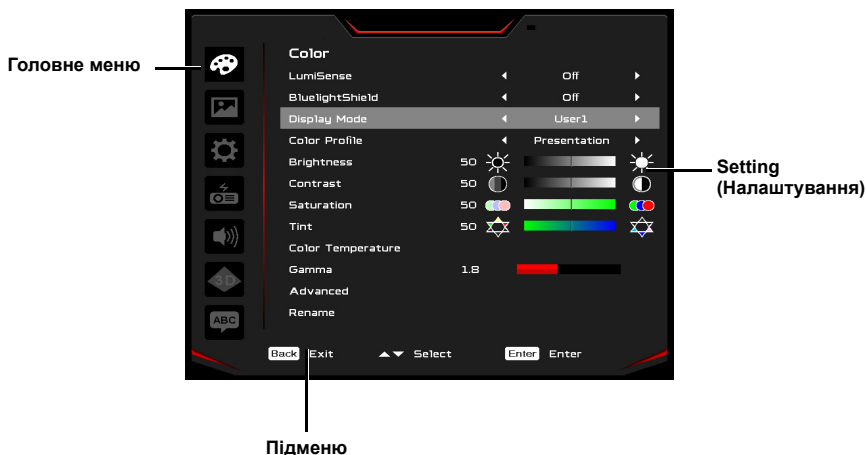 Головне меню
Color
LumiSense Off
BluelightShield Off
Display Mode User1
Color Profile Presentation
Brightness 50
Contrast 50
Saturation 50
Tint 50
Color Temperature
Gamma 1.8
Advanced
Rename
Setting
(Налаштування)
3D
ABC
Back Exit Select Enter Enter
Підменю